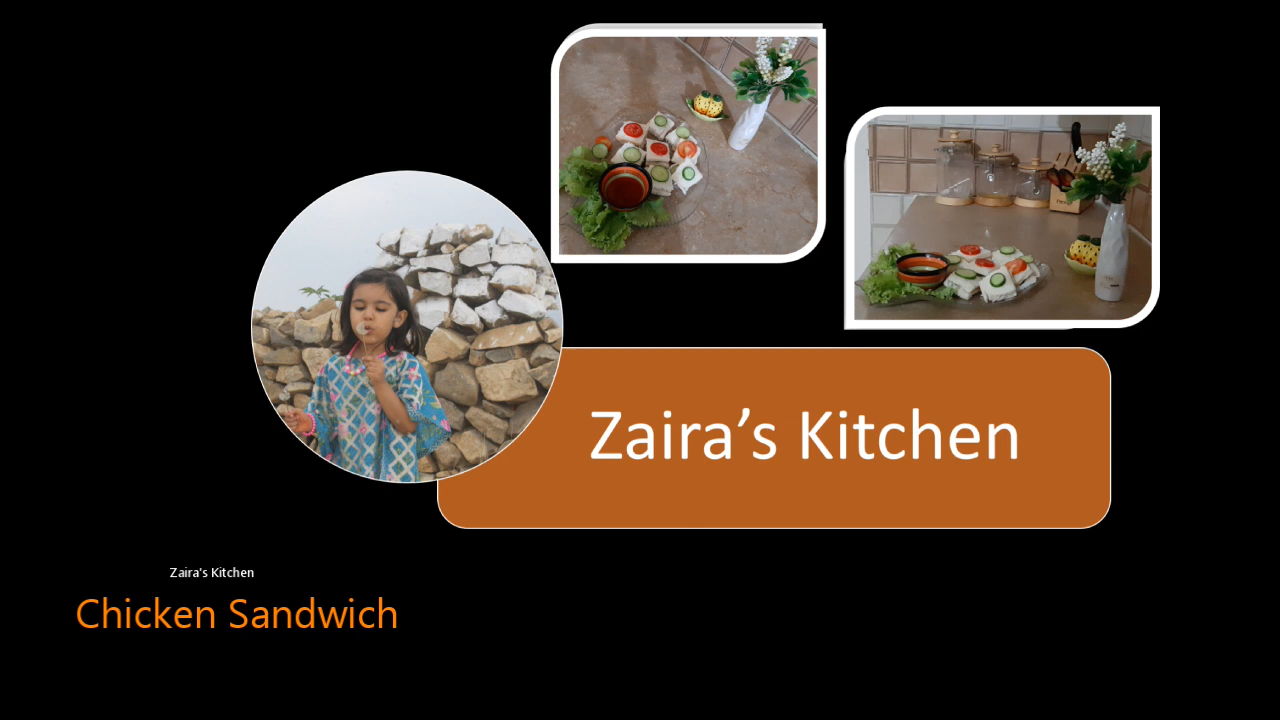 Zaira’s Kitchen
Zaira's Kitchen
Chicken Sandwich